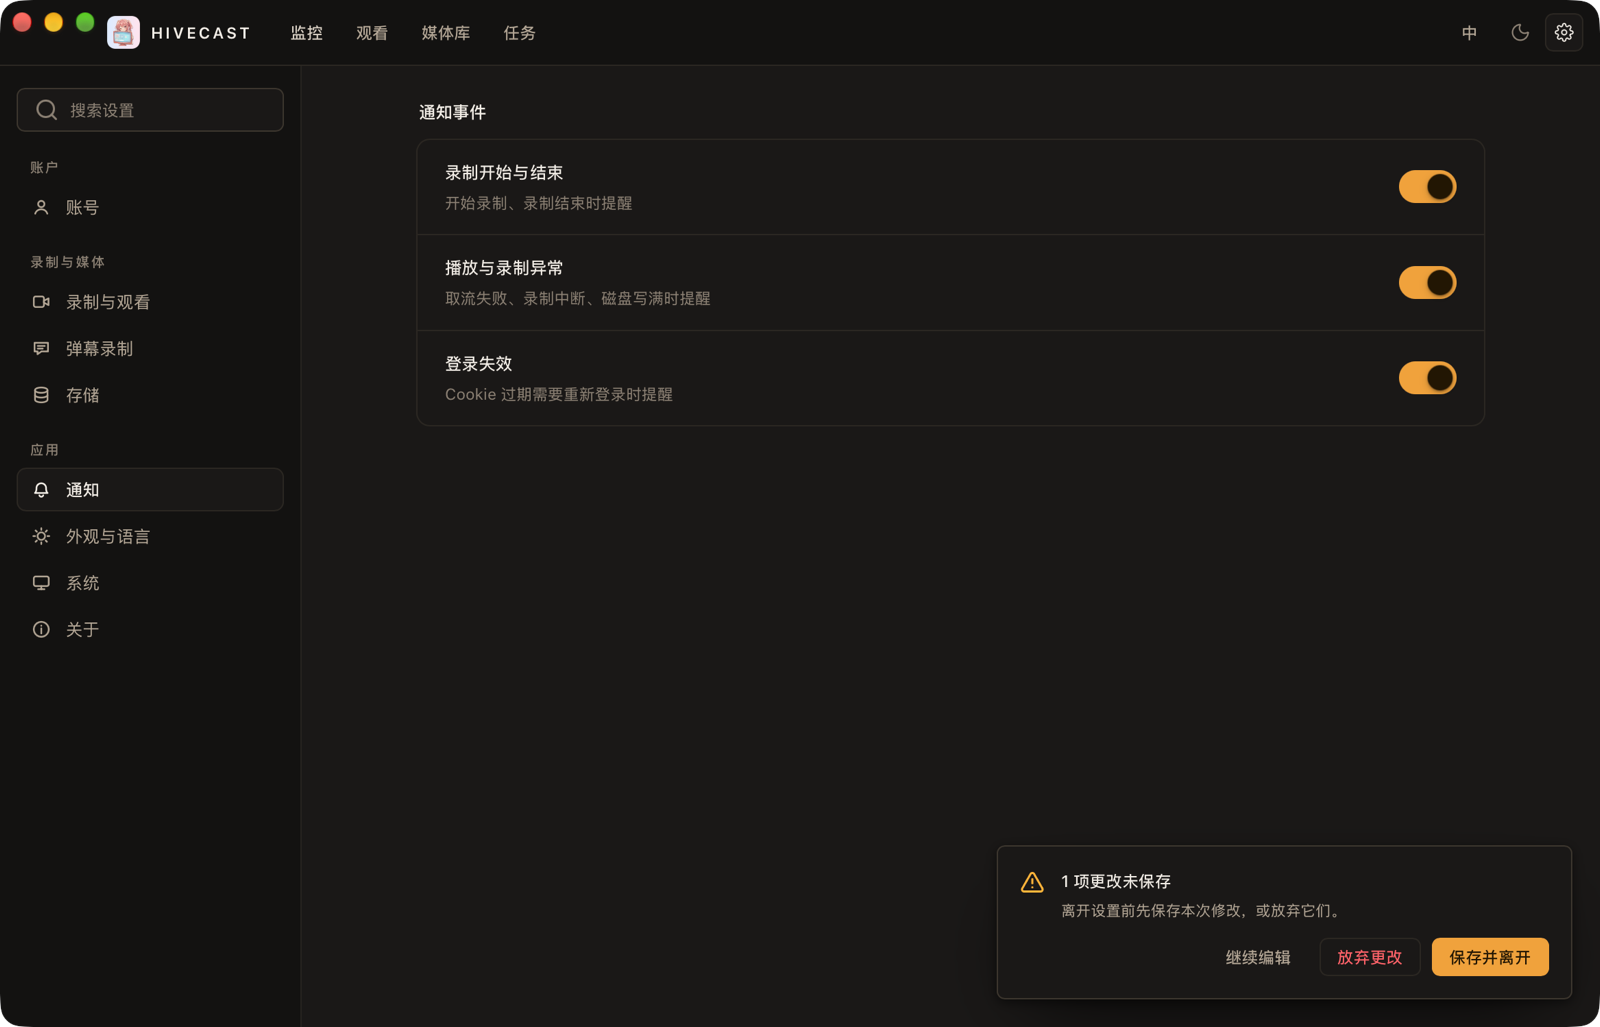 HIVECAST
监控
观看
媒体库
任务
中
搜索设置
账户
账号
录制与媒体
录制与观看
弹幕录制
存储
应用
通知
外观与语言
系统
关于
通知事件
录制开始与结束
开始录制、录制结束时提醒
播放与录制异常
取流失败、录制中断、磁盘写满时提醒
登录失效
Cookie 过期需要重新登录时提醒
1 项更改未保存
离开设置前先保存本次修改，或放弃它们。
继续编辑
放弃更改
保存并离开